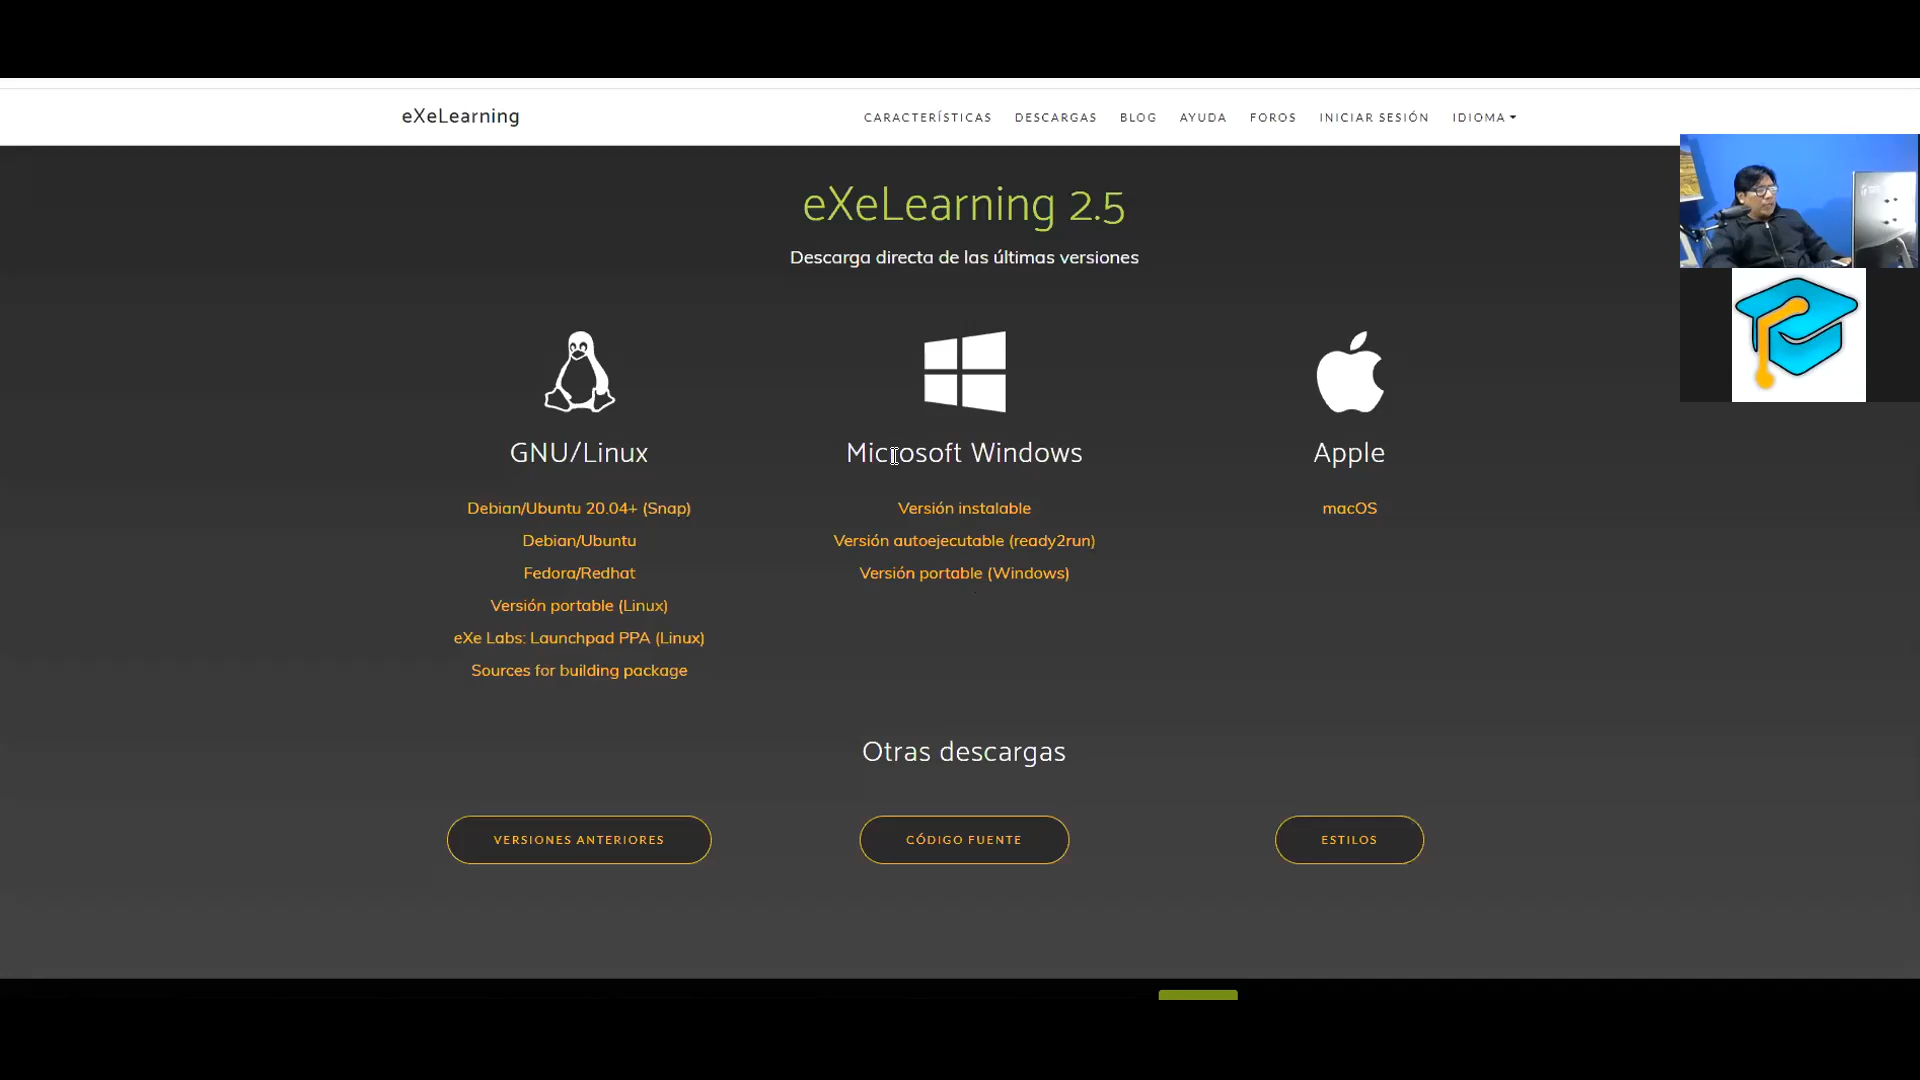 eXeLearning
CARACTERÍSTICAS DESCARGAS BLOG AYUDA FOROS INICIAR SESIÓN IDIOMA
eXeLearning 2.5
Descarga directa de las últimas versiones
GNU/Linux
Debian/Ubuntu 20.04+ (Snap)
Debian/Ubuntu
Fedora/Redhat
Versión portable (Linux)
eXe Labs: Launchpad PPA (Linux)
Sources for building package
Microsoft Windows
Versión instalable
Versión autoejecutable (ready2run)
Versión portable (Windows)
Apple
macOS
Otras descargas
VERSIONES ANTERIORES
CÓDIGO FUENTE
ESTILOS